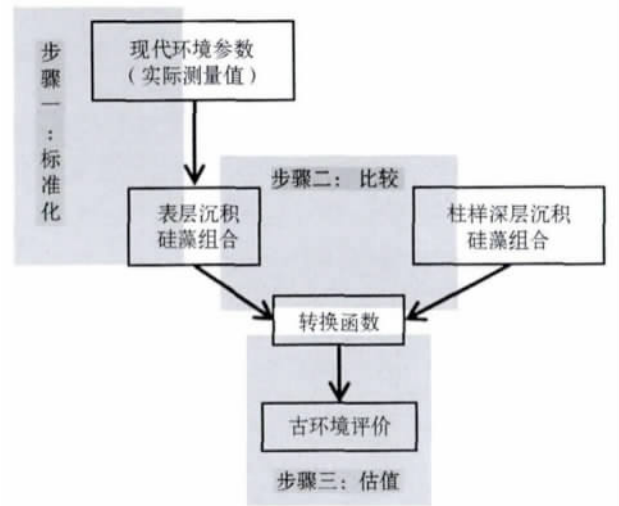 步骤一：标准化
现代环境参数
（实际测量值）
步骤二：比较
表层沉积
硅藻组合
柱样深层沉积
硅藻组合
转换函数
古环境评价
步骤三：估值